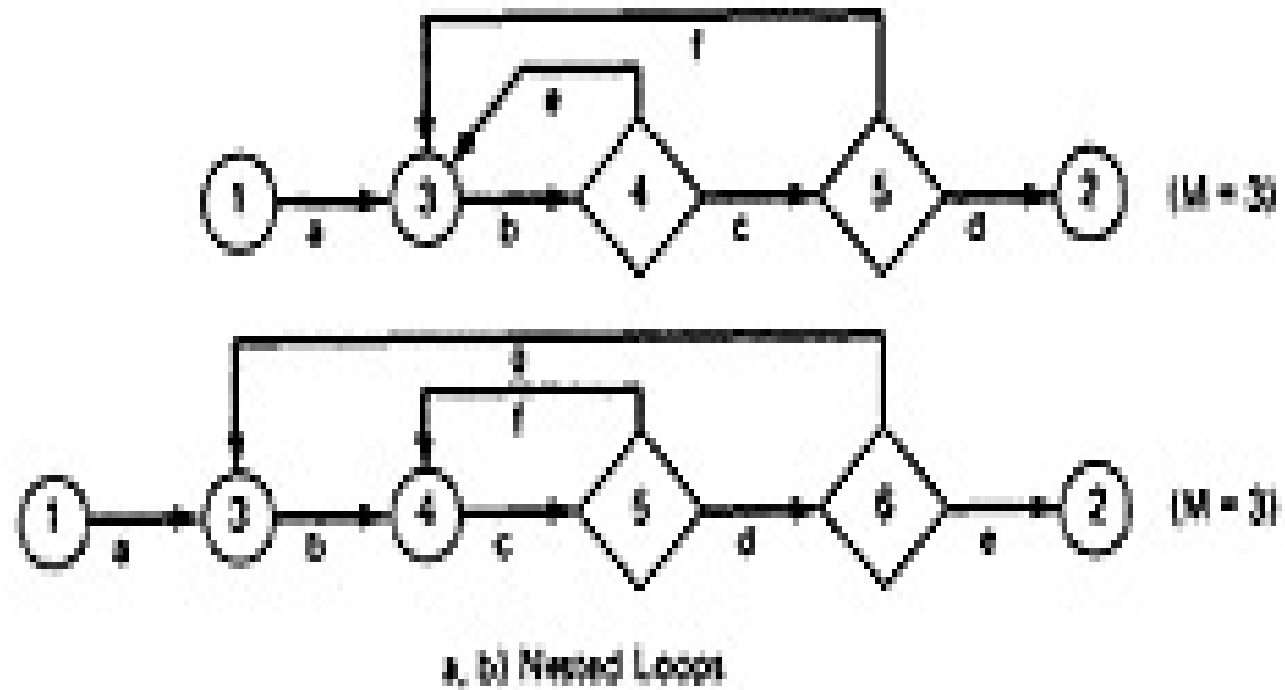 f
e
1 3 4 5 2 (M = 3)
a b c d
f
1 3 4 5 6 2 (M = 3)
a b c d e
a, b) Nested Loops